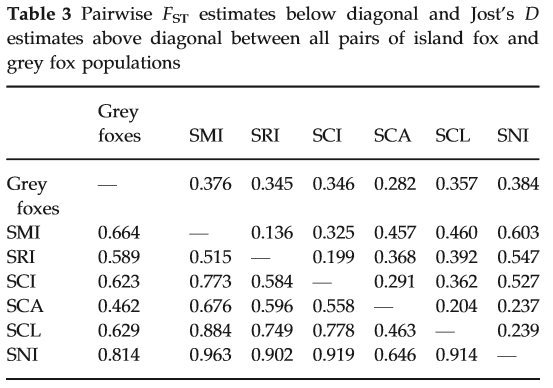 Table 3 Pairwise FST estimates below diagonal and Jost's D
estimates above diagonal between all pairs of island fox and
grey fox populations
Grey
foxes SMI SRI SCI SCA SCL SNI
Grey
foxes — 0.376 0.345 0.346 0.282 0.357 0.384
SMI 0.664 — 0.136 0.325 0.457 0.460 0.603
SRI 0.589 0.515 — 0.199 0.368 0.392 0.547
SCI 0.623 0.773 0.584 — 0.291 0.362 0.527
SCA 0.462 0.676 0.596 0.558 — 0.204 0.237
SCL 0.629 0.884 0.749 0.778 0.463 — 0.239
SNI 0.814 0.963 0.902 0.919 0.646 0.914 —